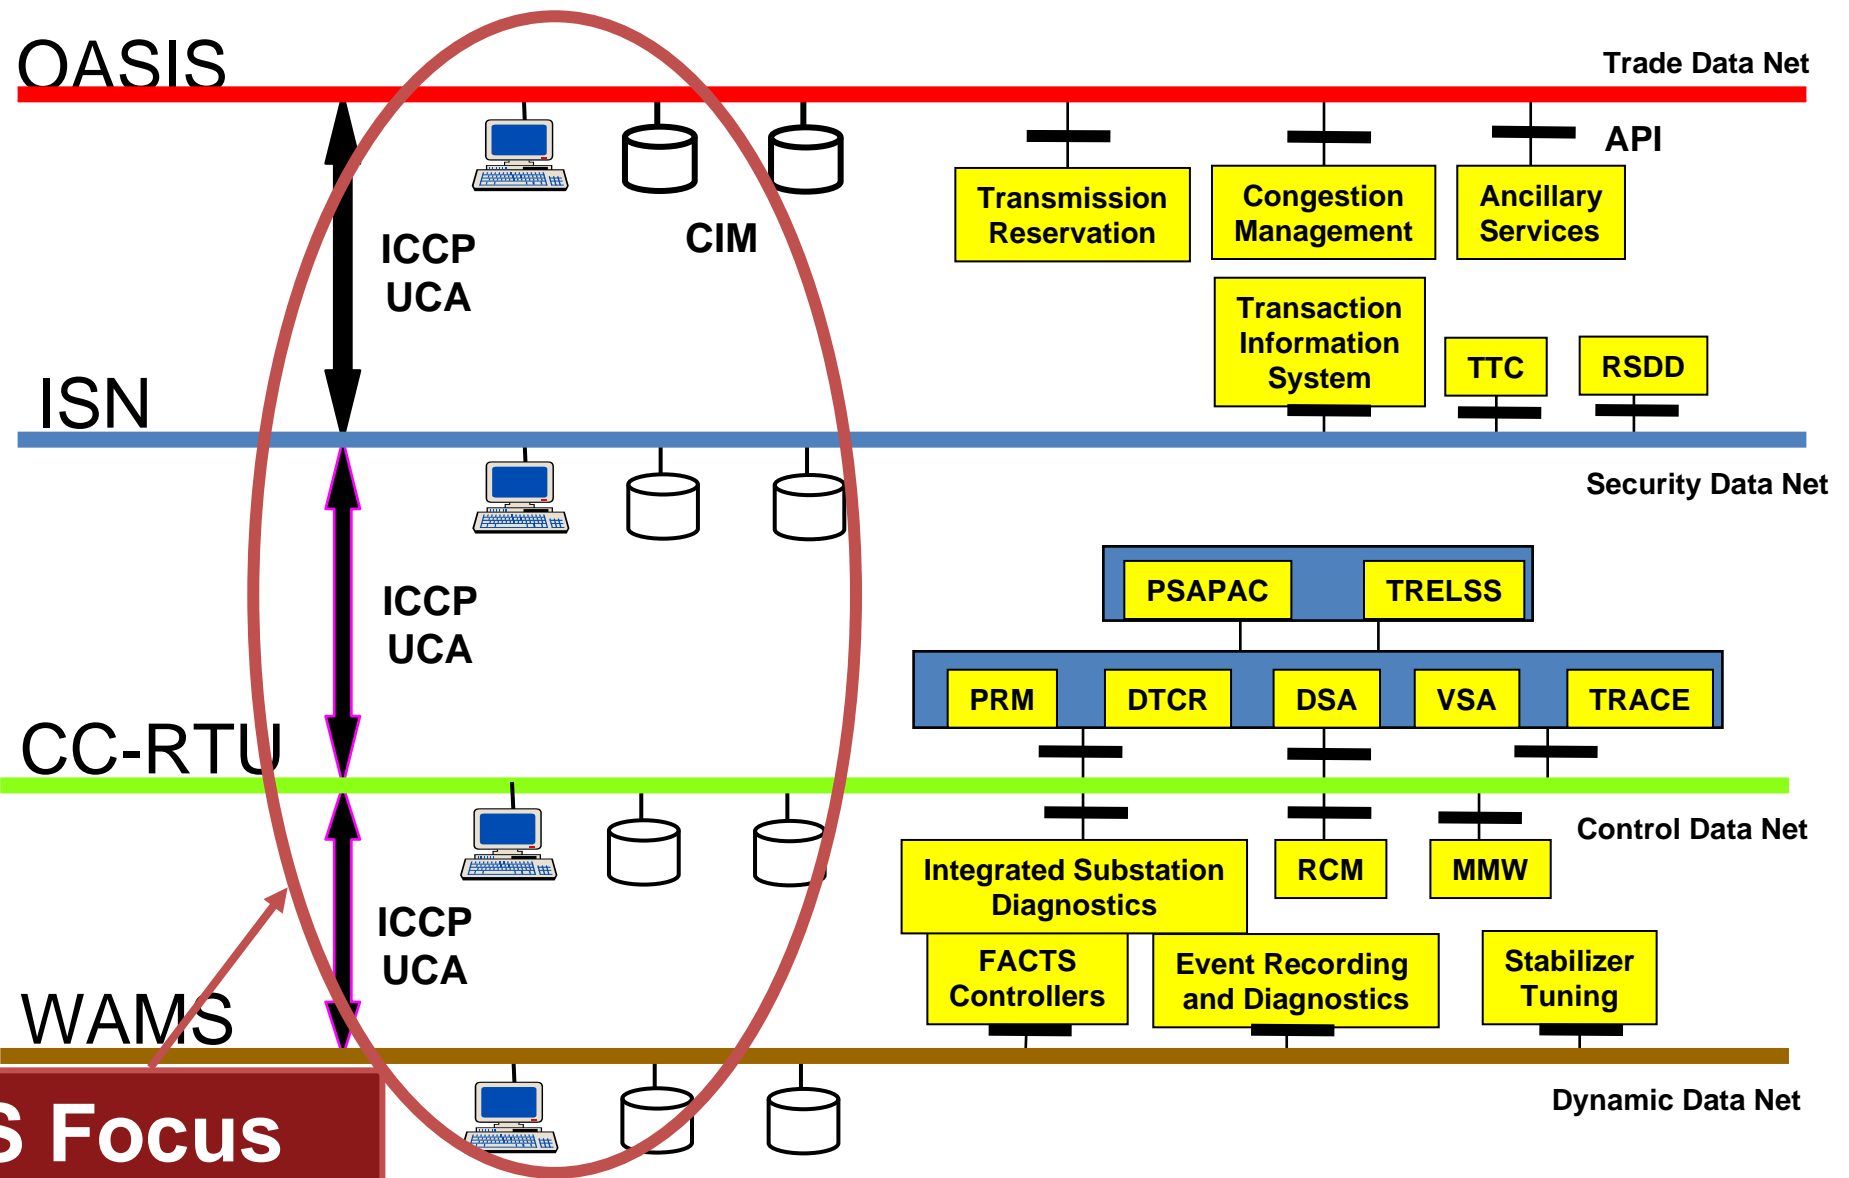 OASIS
Trade Data Net
API
Transmission
Reservation
Congestion
Management
Ancillary
Services
ICCP
UCA
CIM
Transaction
Information
System
TTC
RSDD
ISN
Security Data Net
ICCP
UCA
PSAPAC
TRELSS
PRM
DTCR
DSA
VSA
TRACE
CC-RTU
Control Data Net
Integrated Substation
Diagnostics
RCM
MMW
ICCP
UCA
FACTS
Controllers
Event Recording
and Diagnostics
Stabilizer
Tuning
WAMS
Dynamic Data Net
S Focus